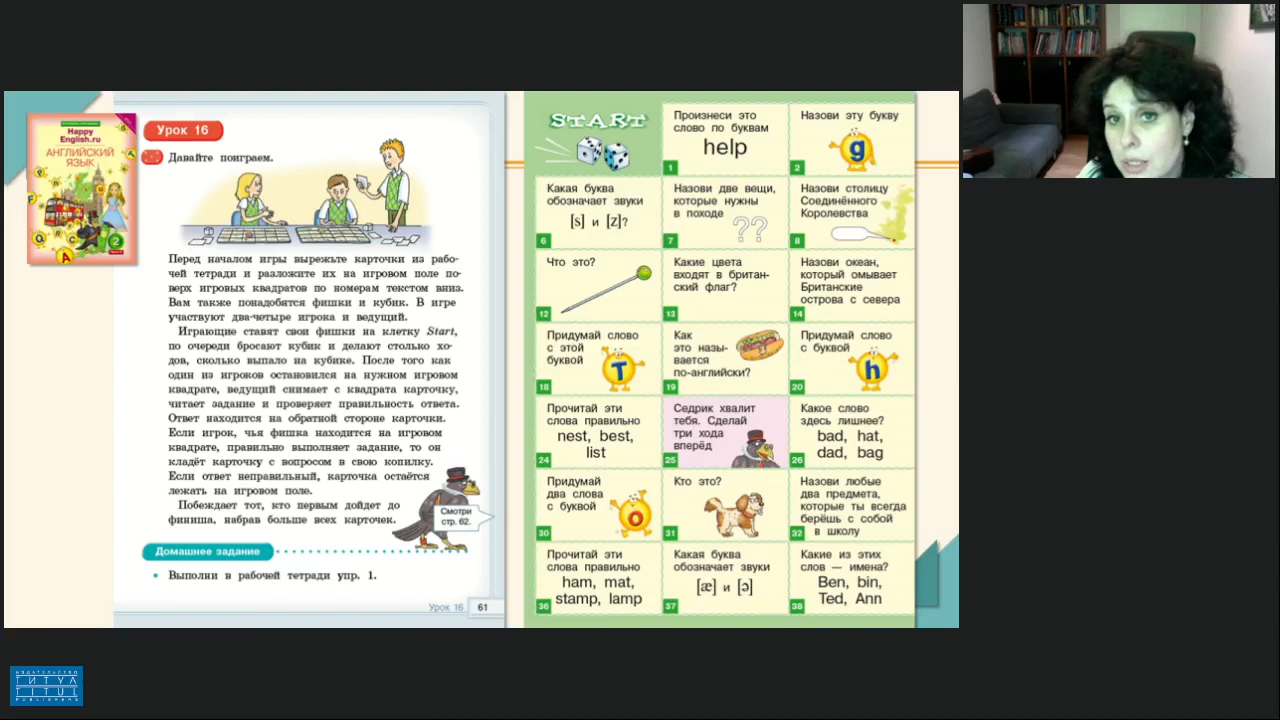 Happy
English.ru
АНГЛИЙСКИЙ
ЯЗЫК
2
Урок 16
Давайте поиграем.
Перед началом игры вырежьте карточки из рабо-
чей тетради и разложите их на игровом поле по-
верх игровых квадратов по номерам текстом вниз.
Вам также понадобятся фишки и кубик. В игре
участвуют два-четыре игрока и ведущий.
Играющие ставят свои фишки на клетку Start,
по очереди бросают кубик и делают столько хо-
дов, сколько выпало на кубике. После того как
один из игроков остановился на нужном игровом
квадрате, ведущий снимает с квадрата карточку,
читает задание и проверяет правильность ответа.
Ответ находится на обратной стороне карточки.
Если игрок, чья фишка находится на игровом
квадрате, правильно выполняет задание, то он
кладёт карточку с вопросом в свою копилку.
Если ответ неправильный, карточка остаётся
лежать на игровом поле.
Побеждает тот, кто первым дойдет до
финиша, набрав больше всех карточек.
Смотри
стр. 62.
Домашнее задание
• Выполни в рабочей тетради упр. 1.
Урок 16 61
START
Произнеси это
слово по буквам
help
1
Назови эту букву
g
2
Какая буква
обозначает звуки
[s] и [z]?
6
Назови две вещи,
которые нужны
в походе
??
7
Назови столицу
Соединённого
Королевства
8
Что это?
12
Какие цвета
входят в британ-
ский флаг?
13
Назови океан,
который омывает
Британские
острова с севера
14
Придумай слово
с этой
буквой
T
18
Как
это назы-
вается
по-английски?
19
Придумай слово
с буквой
h
20
Прочитай эти
слова правильно
nest, best,
list
24
Седрик хвалит
тебя. Сделай
три хода
вперёд
25
Какое слово
здесь лишнее?
bad, hat,
dad, bag
26
Придумай
два слова
с буквой
o
30
Кто это?
31
Назови любые
два предмета,
которые ты всегда
берёшь с собой
в школу
32
Прочитай эти
слова правильно
ham, mat,
stamp, lamp
36
Какая буква
обозначает звуки
[æ] и [ə]
37
Какие из этих
слов — имена?
Ben, bin,
Ted, Ann
38
ИЗДАТЕЛЬСТВО
ТИТУЛ
TITUL
PUBLISHERS